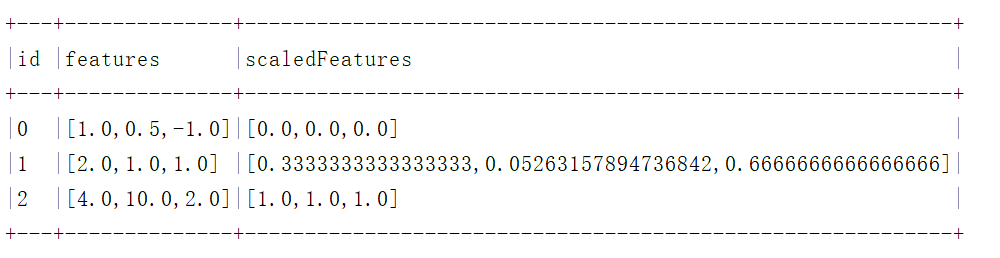 +---+--------------+---------------------------------------------------------+
|id |features      |scaledFeatures                                           |
+---+--------------+---------------------------------------------------------+
|0  |[1.0,0.5,-1.0]|[0.0,0.0,0.0]                                            |
|1  |[2.0,1.0,1.0] |[0.3333333333333333,0.05263157894736842,0.6666666666666666]|
|2  |[4.0,10.0,2.0]|[1.0,1.0,1.0]                                            |
+---+--------------+---------------------------------------------------------+